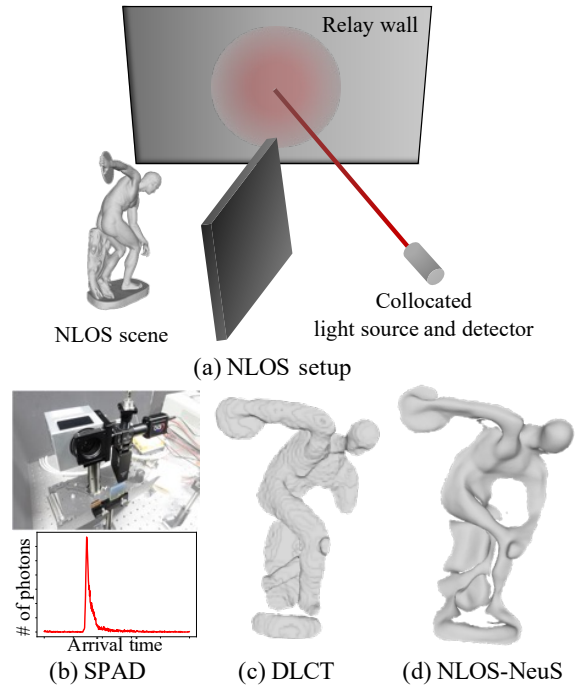 Relay wall
NLOS scene
Collocated
light source and detector
(a) NLOS setup
# of photons
Arrival time
(b) SPAD
(c) DLCT
(d) NLOS-NeuS